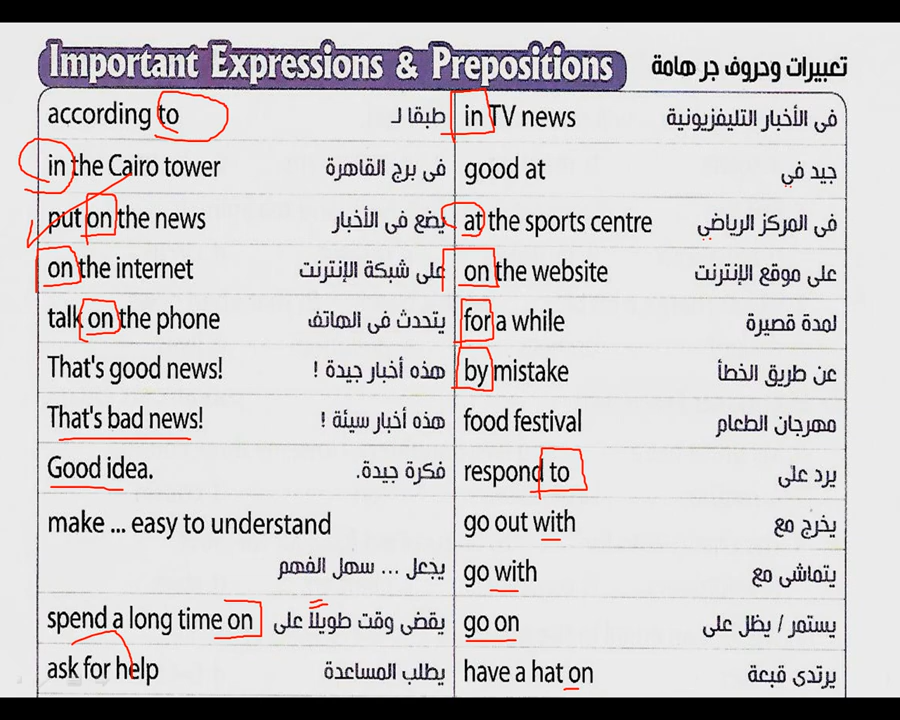 Important Expressions & Prepositions تعبيرات وحروف جر هامة
according to طبقا لـ
in TV news فى الأخبار التليفزيونية
in the Cairo tower فى برج القاهرة
good at جيد في
put on the news يضع فى الأخبار
at the sports centre فى المركز الرياضي
on the internet على شبكة الإنترنت
on the website على موقع الإنترنت
talk on the phone يتحدث فى الهاتف
for a while لمدة قصيرة
That's good news! هذه أخبار جيدة !
by mistake عن طريق الخطأ
That's bad news! هذه أخبار سيئة !
food festival مهرجان الطعام
Good idea. فكرة جيدة.
respond to يرد على
make ... easy to understand
يجعل ... سهل الفهم
go out with يخرج مع
go with يتماشى مع
spend a long time on يقضى وقت طويلاً على
go on يستمر / يظل على
ask for help يطلب المساعدة
have a hat on يرتدى قبعة